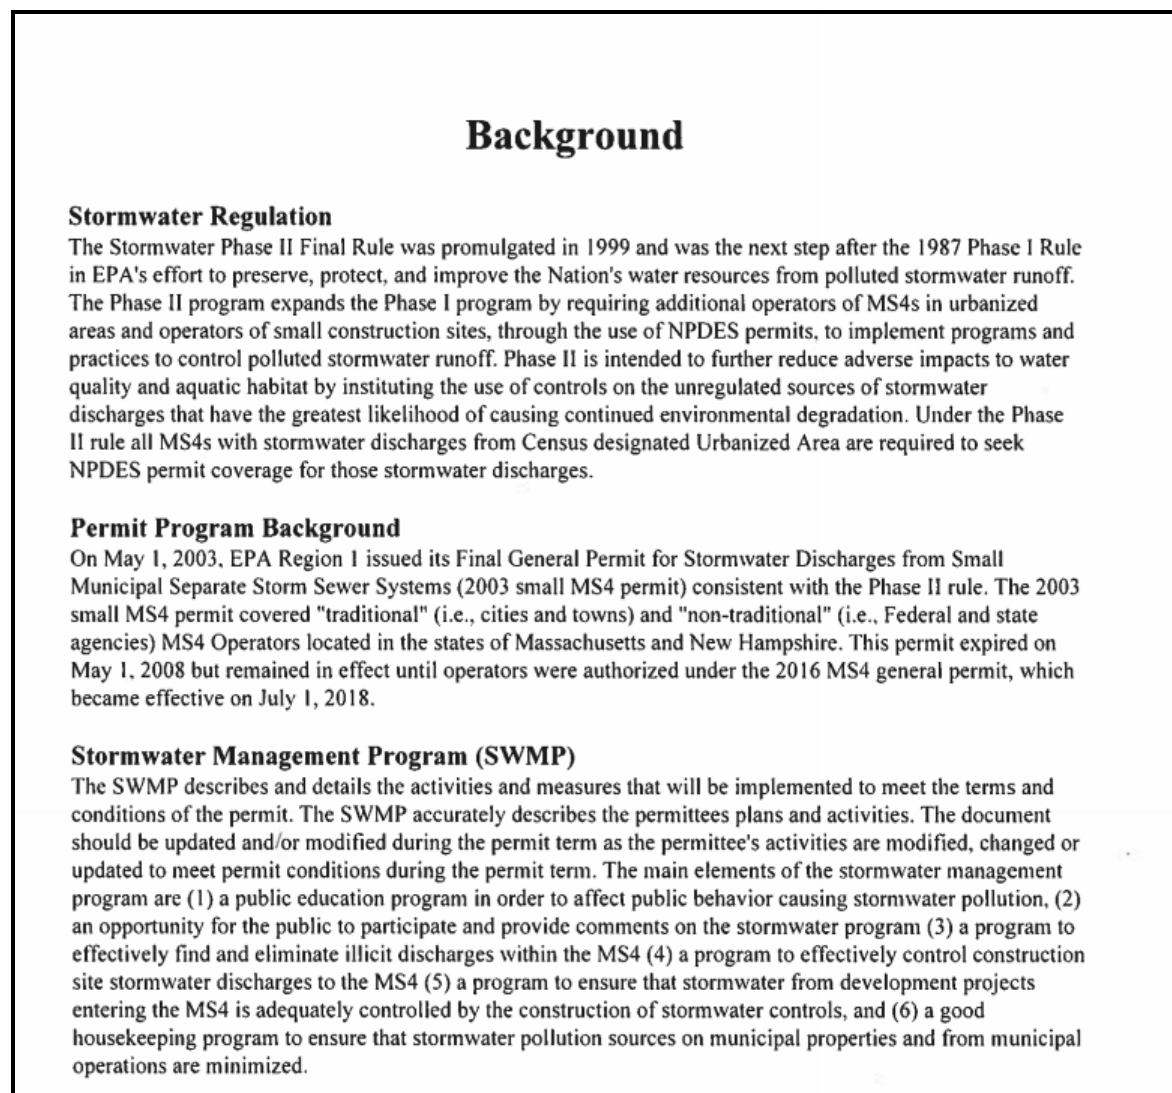 Background
Stormwater Regulation
The Stormwater Phase II Final Rule was promulgated in 1999 and was the next step after the 1987 Phase I Rule
in EPA's effort to preserve, protect, and improve the Nation's water resources from polluted stormwater runoff.
The Phase II program expands the Phase I program by requiring additional operators of MS4s in urbanized
areas and operators of small construction sites, through the use of NPDES permits, to implement programs and
practices to control polluted stormwater runoff. Phase II is intended to further reduce adverse impacts to water
quality and aquatic habitat by instituting the use of controls on the unregulated sources of stormwater
discharges that have the greatest likelihood of causing continued environmental degradation. Under the Phase
II rule all MS4s with stormwater discharges from Census designated Urbanized Area are required to seek
NPDES permit coverage for those stormwater discharges.
Permit Program Background
On May 1, 2003, EPA Region 1 issued its Final General Permit for Stormwater Discharges from Small
Municipal Separate Storm Sewer Systems (2003 small MS4 permit) consistent with the Phase II rule. The 2003
small MS4 permit covered "traditional" (i.e., cities and towns) and "non-traditional" (i.e., Federal and state
agencies) MS4 Operators located in the states of Massachusetts and New Hampshire. This permit expired on
May 1, 2008 but remained in effect until operators were authorized under the 2016 MS4 general permit, which
became effective on July 1, 2018.
Stormwater Management Program (SWMP)
The SWMP describes and details the activities and measures that will be implemented to meet the terms and
conditions of the permit. The SWMP accurately describes the permittees plans and activities. The document
should be updated and/or modified during the permit term as the permittee's activities are modified, changed or
updated to meet permit conditions during the permit term. The main elements of the stormwater management
program are (1) a public education program in order to affect public behavior causing stormwater pollution, (2)
an opportunity for the public to participate and provide comments on the stormwater program (3) a program to
effectively find and eliminate illicit discharges within the MS4 (4) a program to effectively control construction
site stormwater discharges to the MS4 (5) a program to ensure that stormwater from development projects
entering the MS4 is adequately controlled by the construction of stormwater controls, and (6) a good
housekeeping program to ensure that stormwater pollution sources on municipal properties and from municipal
operations are minimized.